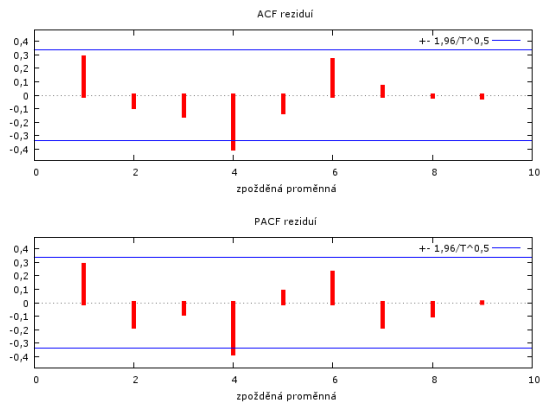 ACF reziduí
+- 1,96/T^0,5
0,4
0,3
0,2
0,1
0
-0,1
-0,2
-0,3
-0,4
0 2 4 6 8 10
zpožděná proměnná
PACF reziduí
+- 1,96/T^0,5
0,4
0,3
0,2
0,1
0
-0,1
-0,2
-0,3
-0,4
0 2 4 6 8 10
zpožděná proměnná